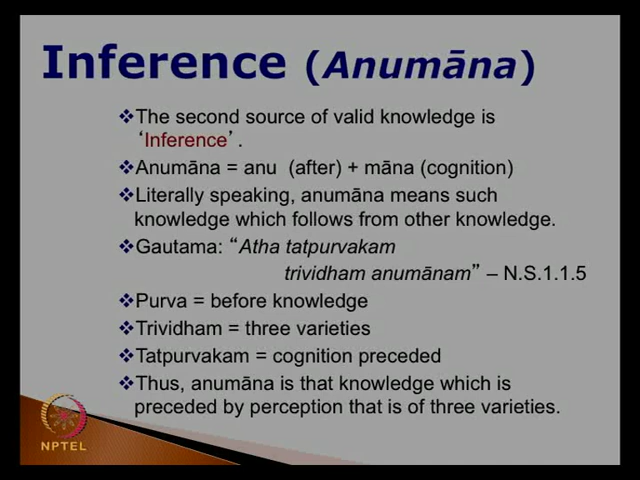 Inference (Anumāna)
❖The second source of valid knowledge is
‘Inference’ .
❖Anumāna = anu (after) + māna (cognition)
❖Literally speaking, anumāna means such
knowledge which follows from other knowledge.
❖Gautama: “Atha tatpurvakam
trividham anumānam” – N.S.1.1.5
❖Purva = before knowledge
❖Trividham = three varieties
❖Tatpurvakam = cognition preceded
❖Thus, anumāna is that knowledge which is
preceded by perception that is of three varieties.
NPTEL